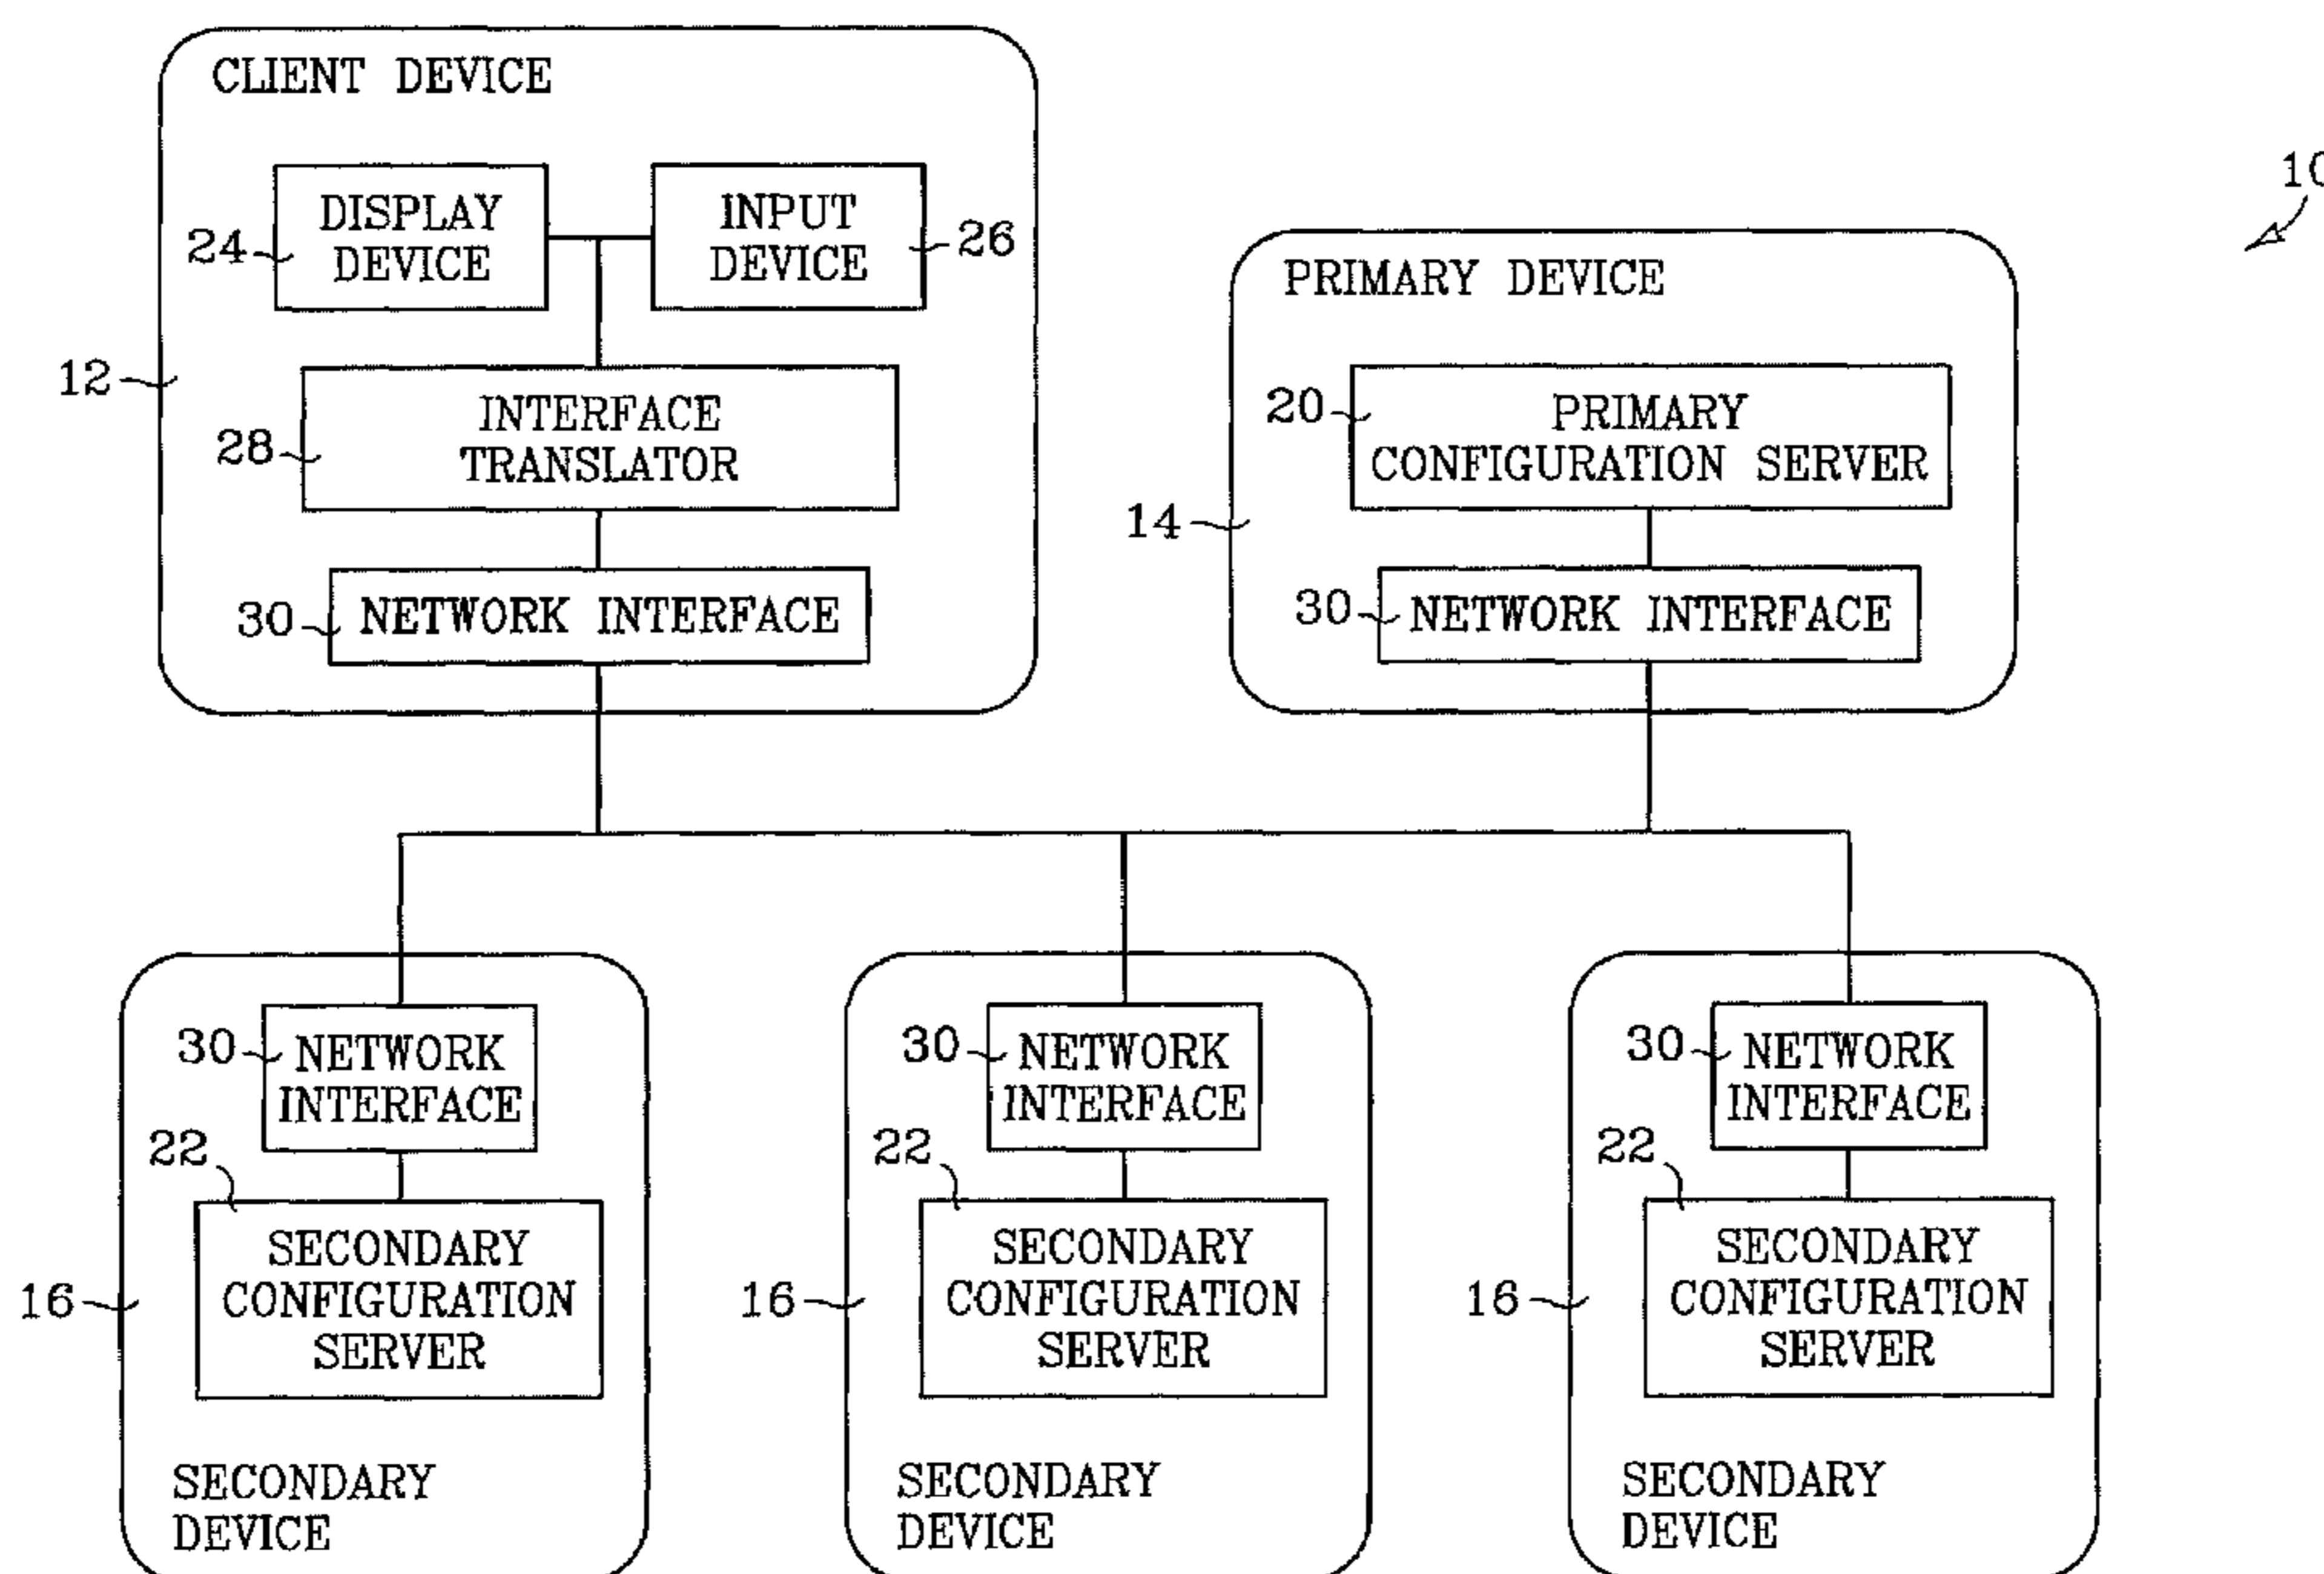 CLIENT DEVICE
DISPLAY
DEVICE
24
INPUT
DEVICE
26
12
INTERFACE
TRANSLATOR
28
30
NETWORK INTERFACE
10
PRIMARY DEVICE
20
PRIMARY
CONFIGURATION SERVER
14
30
NETWORK INTERFACE
30
NETWORK
INTERFACE
22
SECONDARY
CONFIGURATION
SERVER
16
SECONDARY
DEVICE
30
NETWORK
INTERFACE
22
SECONDARY
CONFIGURATION
SERVER
16
SECONDARY
DEVICE
30
NETWORK
INTERFACE
22
SECONDARY
CONFIGURATION
SERVER
16
SECONDARY
DEVICE